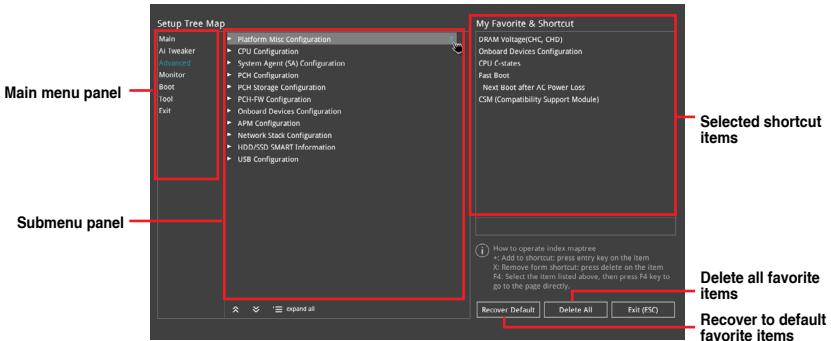 Setup Tree Map
Main
Ai Tweaker
Advanced
Monitor
Boot
Tool
Exit
Platform Misc Configuration
CPU Configuration
System Agent (SA) Configuration
PCH Configuration
PCH Storage Configuration
PCH-FW Configuration
Onboard Devices Configuration
APM Configuration
Network Stack Configuration
HDD/SSD SMART Information
USB Configuration
expand all
My Favorite & Shortcut
DRAM Voltage(CHC, CHD)
Onboard Devices Configuration
CPU C-states
Fast Boot
Next Boot after AC Power Loss
CSM (Compatibility Support Module)
How to operate index maptree
+: Add to shortcut: press entry key on the item
X: Remove form shortcut: press delete on the item
F4: Select the item listed above, then press F4 key to
go to the page directly.
Recover Default
Delete All
Exit (ESC)
Main menu panel
Submenu panel
Selected shortcut
items
Delete all favorite
items
Recover to default
favorite items